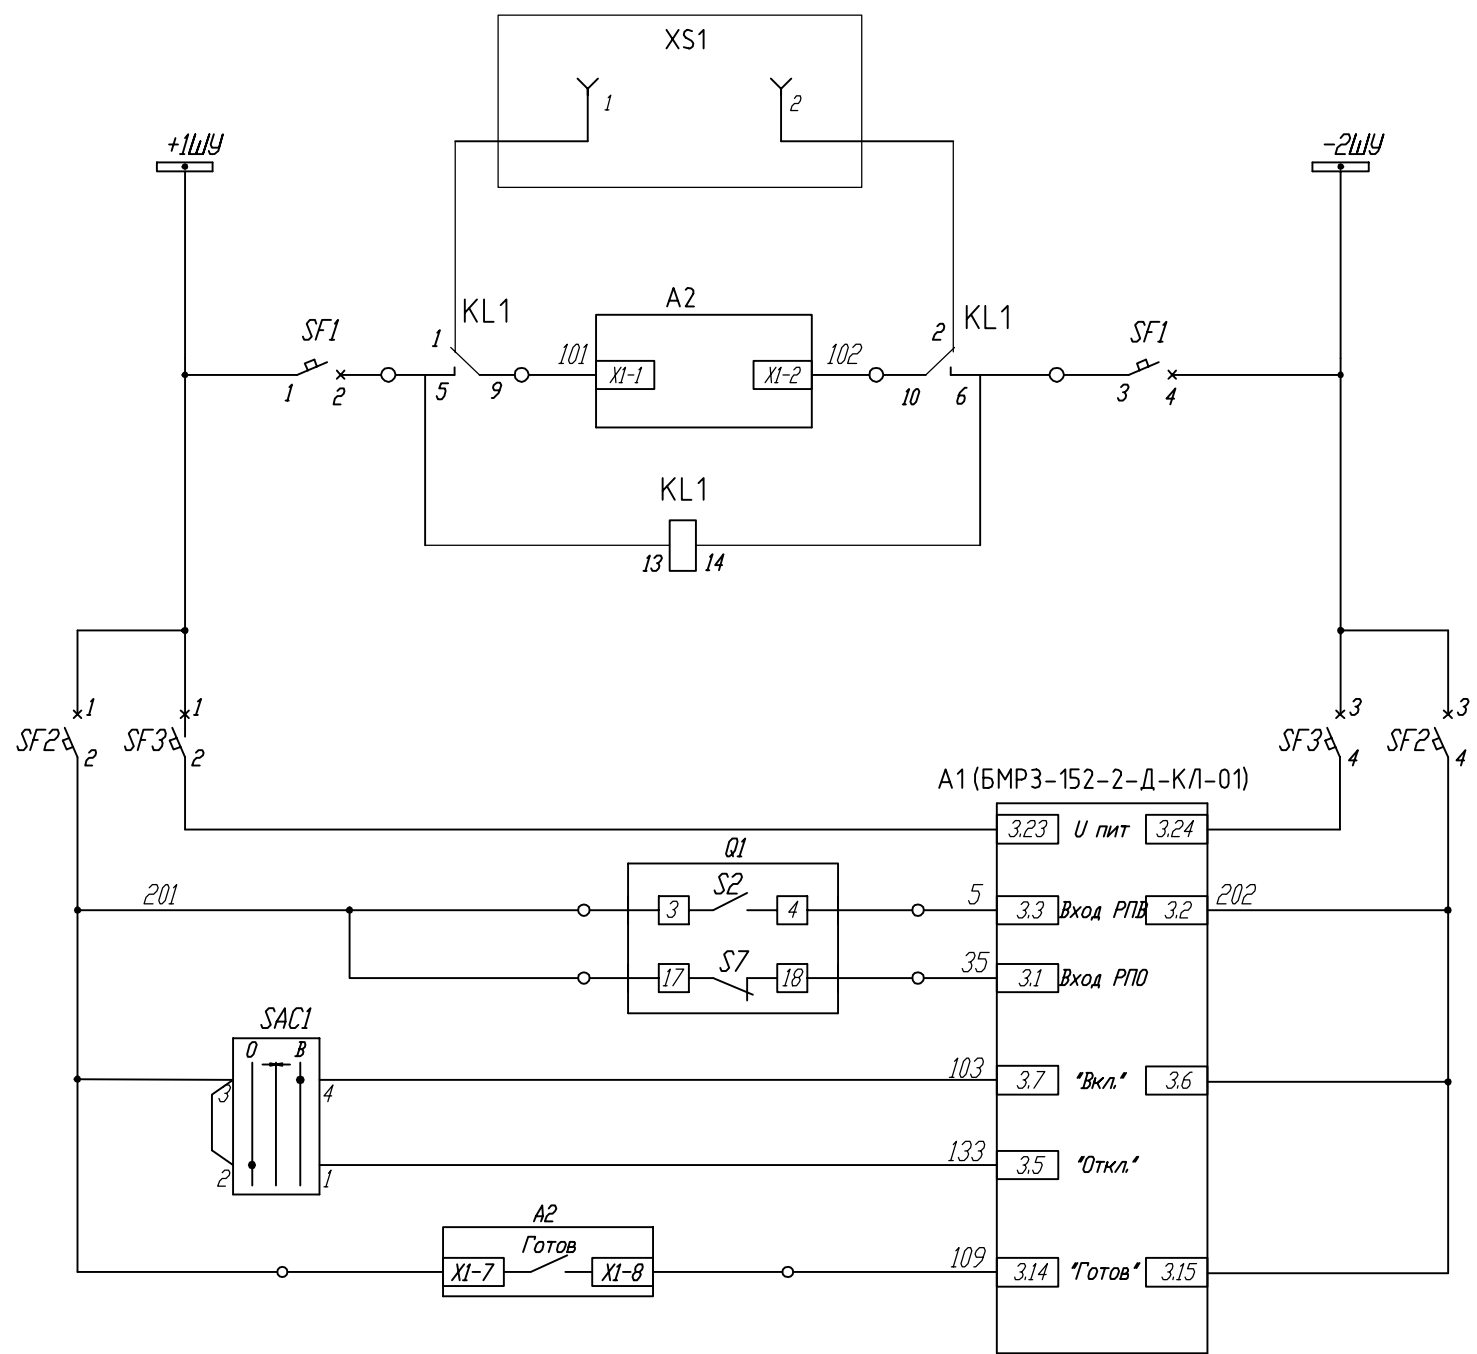 XS1
1
2
+1ШУ
-2ШУ
KL1
A2
KL1
SF1
1
2
SF1
101
X1-1
X1-2
102
1
2
5
9
10
6
3
4
KL1
13
14
1
1
3
3
SF2
SF3
SF3
SF2
2
2
4
4
A1 (БМРЗ-152-2-Д-КЛ-01)
3.23
U пит
3.24
Q1
201
S2
3
4
5
3.3
Вход РПВ
3.2
202
S7
17
18
35
3.1
Вход РПО
SAC1
О
В
3
4
103
3.7
"Вкл."
3.6
2
1
133
3.5
"Откл."
A2
Готов
X1-7
X1-8
109
3.14
"Готов"
3.15